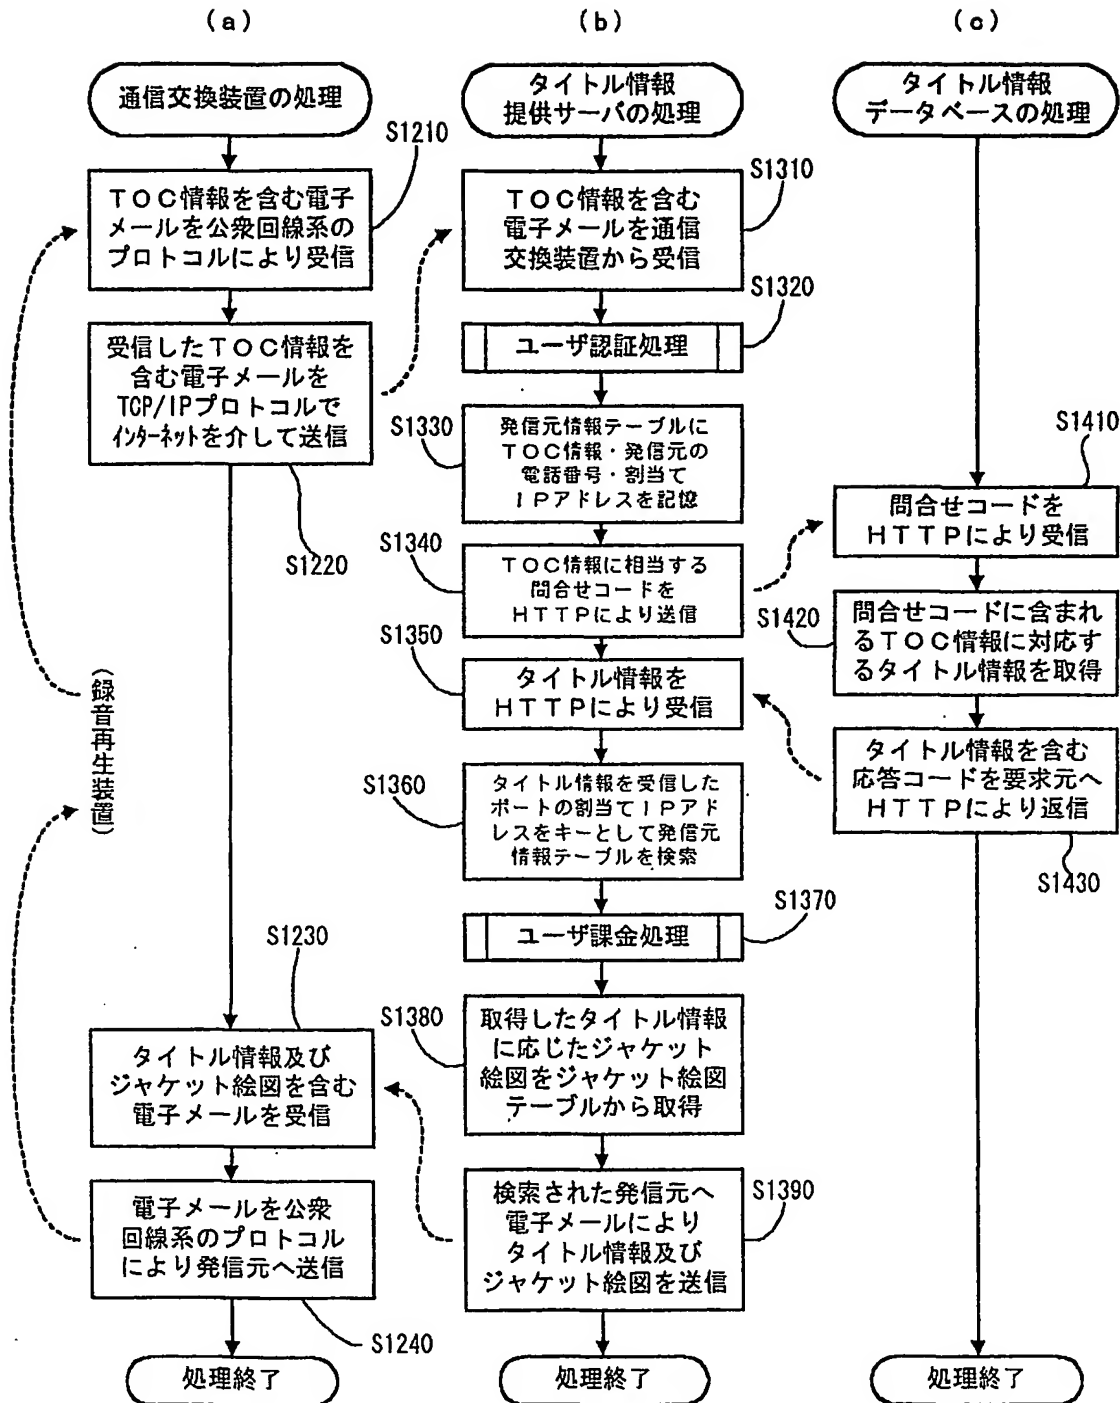 (a)
(b)
(c)
通信交換装置の処理
S1210
TOC情報を含む電子
メールを公衆回線系の
プロトコルにより受信
受信したTOC情報を
含む電子メールを
TCP/IPプロトコルで
インターネットを介して送信
S1220
(録音再生装置)
S1230
タイトル情報及び
ジャケット絵図を含む
電子メールを受信
電子メールを公衆
回線系のプロトコル
により発信元へ送信
S1240
処理終了
タイトル情報
提供サーバの処理
S1310
TOC情報を含む
電子メールを通信
交換装置から受信
S1320
ユーザ認証処理
S1330
発信元情報テーブルに
TOC情報・発信元の
電話番号・割当て
IPアドレスを記憶
S1340
TOC情報に相当する
問合せコードを
HTTPにより送信
S1350
タイトル情報を
HTTPにより受信
S1360
タイトル情報を受信した
ポートの割当てIPアド
レスをキーとして発信元
情報テーブルを検索
S1370
ユーザ課金処理
S1380
取得したタイトル情報
に応じたジャケット
絵図をジャケット絵図
テーブルから取得
S1390
検索された発信元へ
電子メールにより
タイトル情報及び
ジャケット絵図を送信
処理終了
タイトル情報
データベースの処理
S1410
問合せコードを
HTTPにより受信
S1420
問合せコードに含まれ
るTOC情報に対応す
るタイトル情報を取得
タイトル情報を含む
応答コードを要求元へ
HTTPにより返信
S1430
処理終了